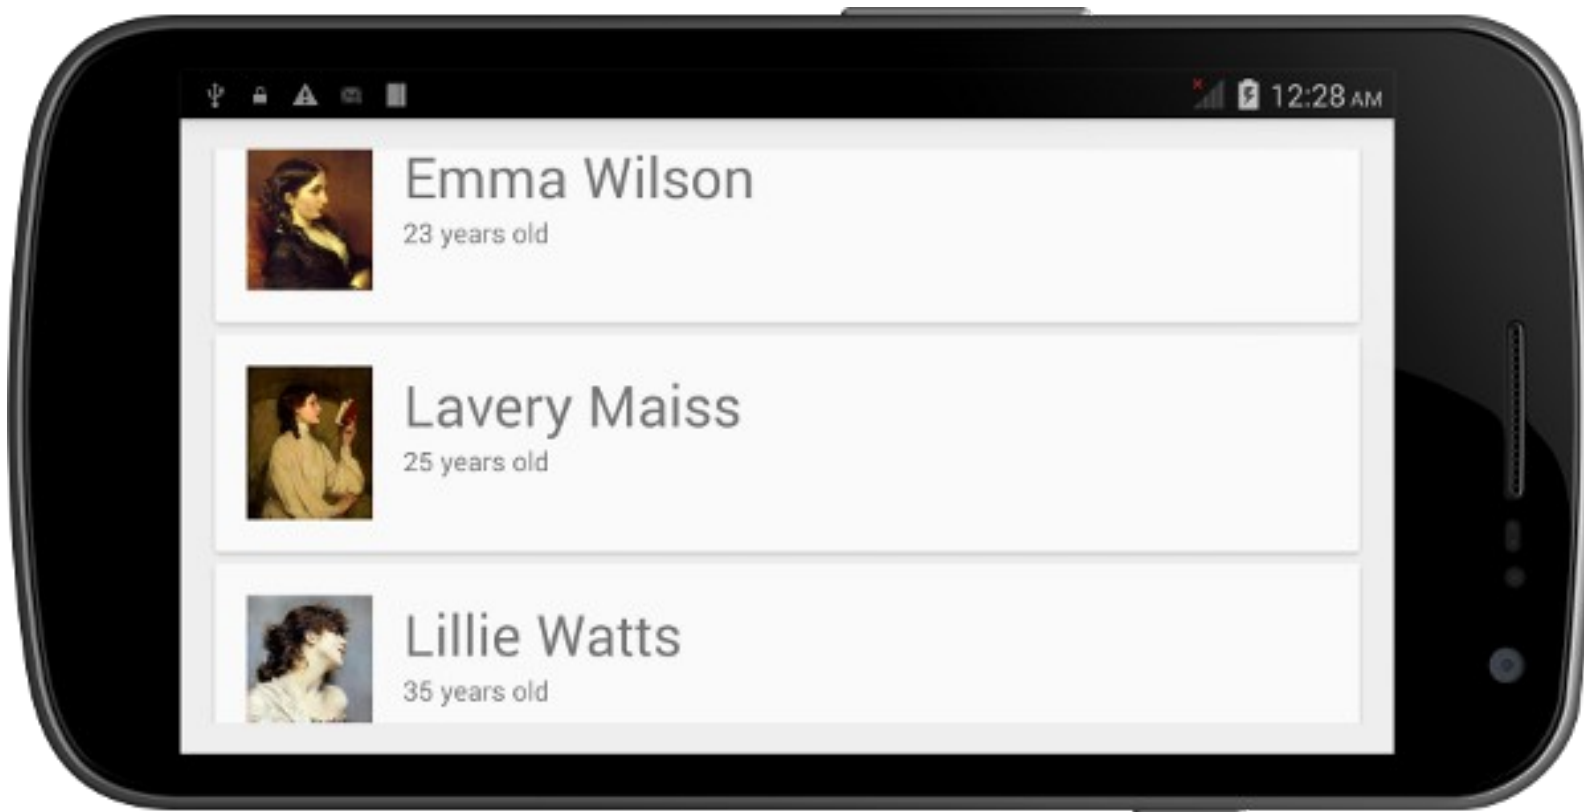 12:28 AM
Emma Wilson
23 years old
Lavery Maiss
25 years old
Lillie Watts
35 years old